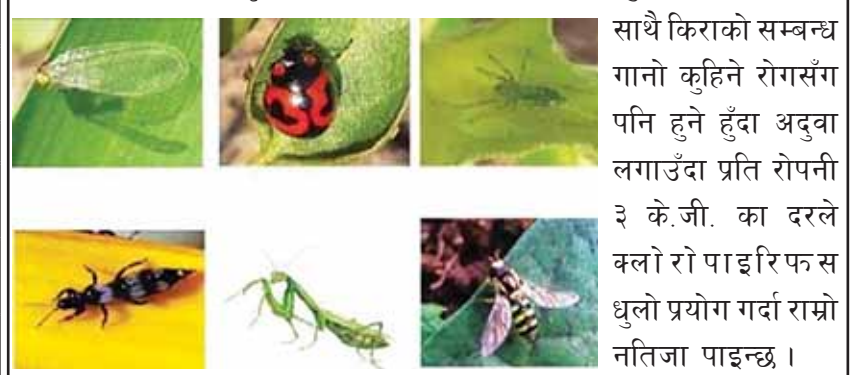 साथै किराको सम्बन्ध
गानो कुहिने रोगसँग
पनि हुने हुँदा अदुवा
लगाउँदा प्रति रोपनी
३ के.जी. का दरले
क्लोरोपाइरिफस
धुलो प्रयोग गर्दा राम्रो
नतिजा पाइन्छ ।